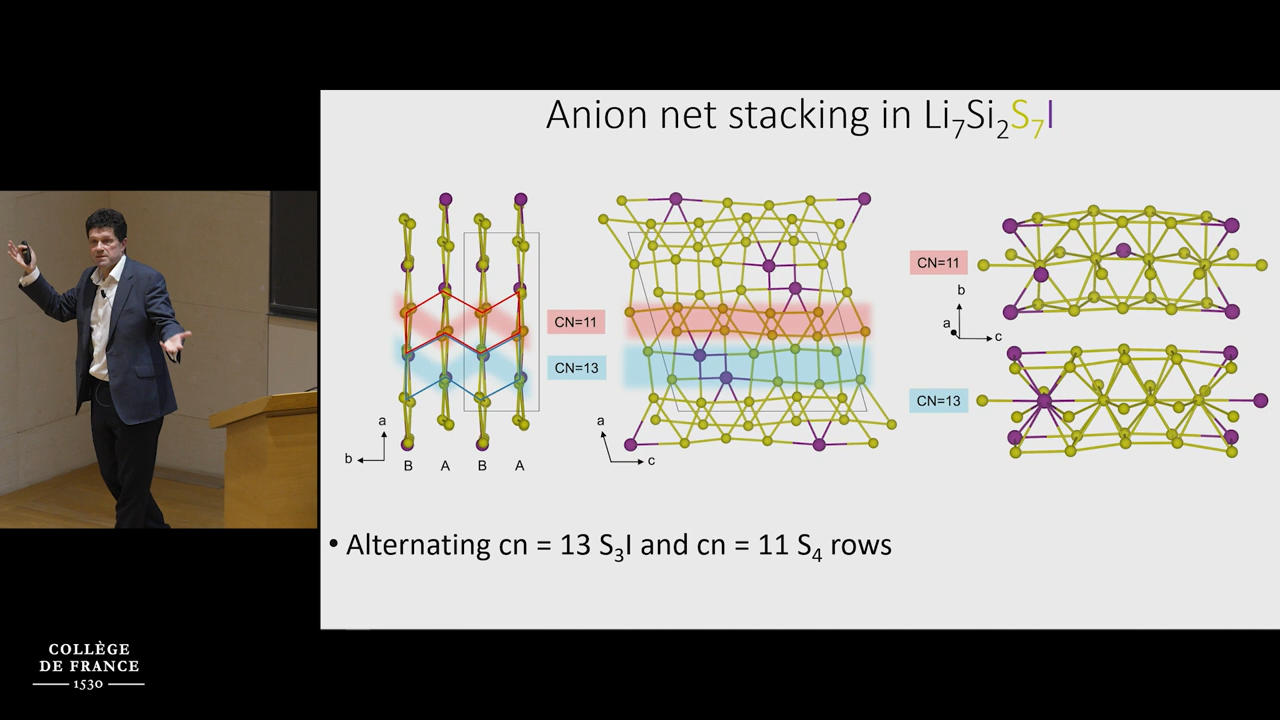 Anion net stacking in Li7Si2S7I
CN=11
CN=13
a
b
B A B A
a
c
CN=11
b
a
c
CN=13
• Alternating cn = 13 S3I and cn = 11 S4 rows
COLLÈGE
DE FRANCE
1530